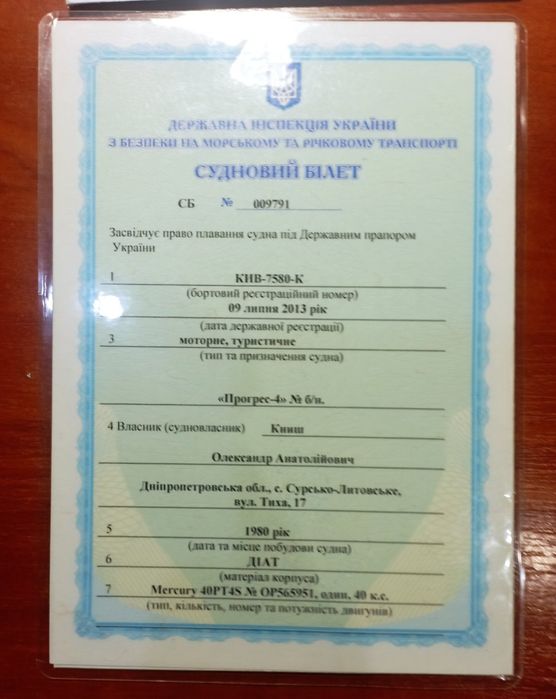 ДЕРЖАВНА ІНСПЕКЦІЯ УКРАЇНИ
З БЕЗПЕКИ НА МОРСЬКОМУ ТА РІЧКОВОМУ ТРАНСПОРТІ
СУДНОВИЙ БІЛЕТ
СБ № 009791
Засвідчує право плавання судна під Державним прапором
України
1 КИВ-7580-К
(бортовий реєстраційний номер)
09 липня 2013 рік
(дата державної реєстрації)
3 моторне, туристичне
(тип та призначення судна)
«Прогрес-4» № б/н.
4 Власник (судновласник) Книш
Олександр Анатолійович
Дніпропетровська обл., с. Сурсько-Литовське,
вул. Тиха, 17
5 1980 рік
(дата та місце побудови судна)
6 ДІАТ
(матеріал корпуса)
7 Mercury 40PT4S № OP565951, один, 40 к.с.
(тип, кількість, номер та потужність двигунів)